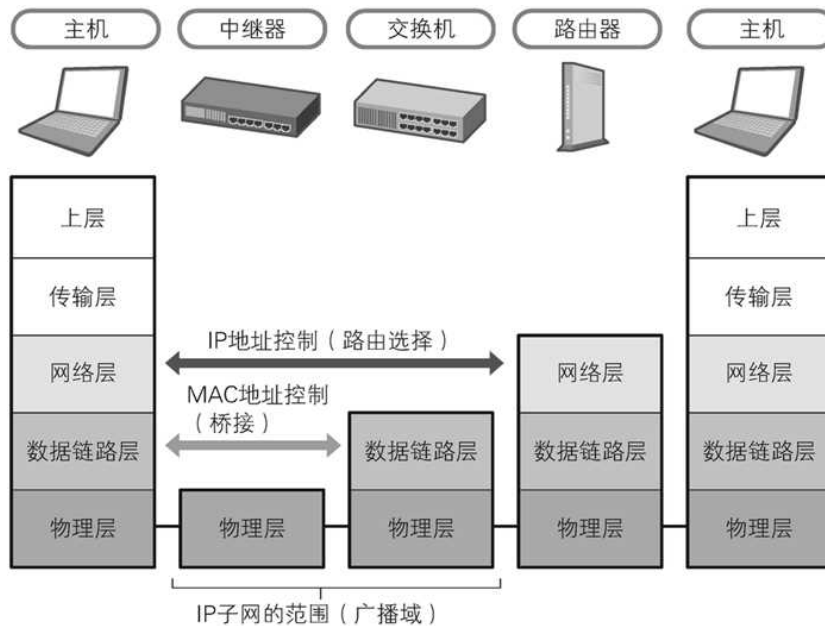 主机
中继器
交换机
路由器
主机
上层
传输层
网络层
数据链路层
物理层
IP地址控制（路由选择）
MAC地址控制
（桥接）
物理层
数据链路层
物理层
网络层
数据链路层
物理层
上层
传输层
网络层
数据链路层
物理层
IP子网的范围（广播域）